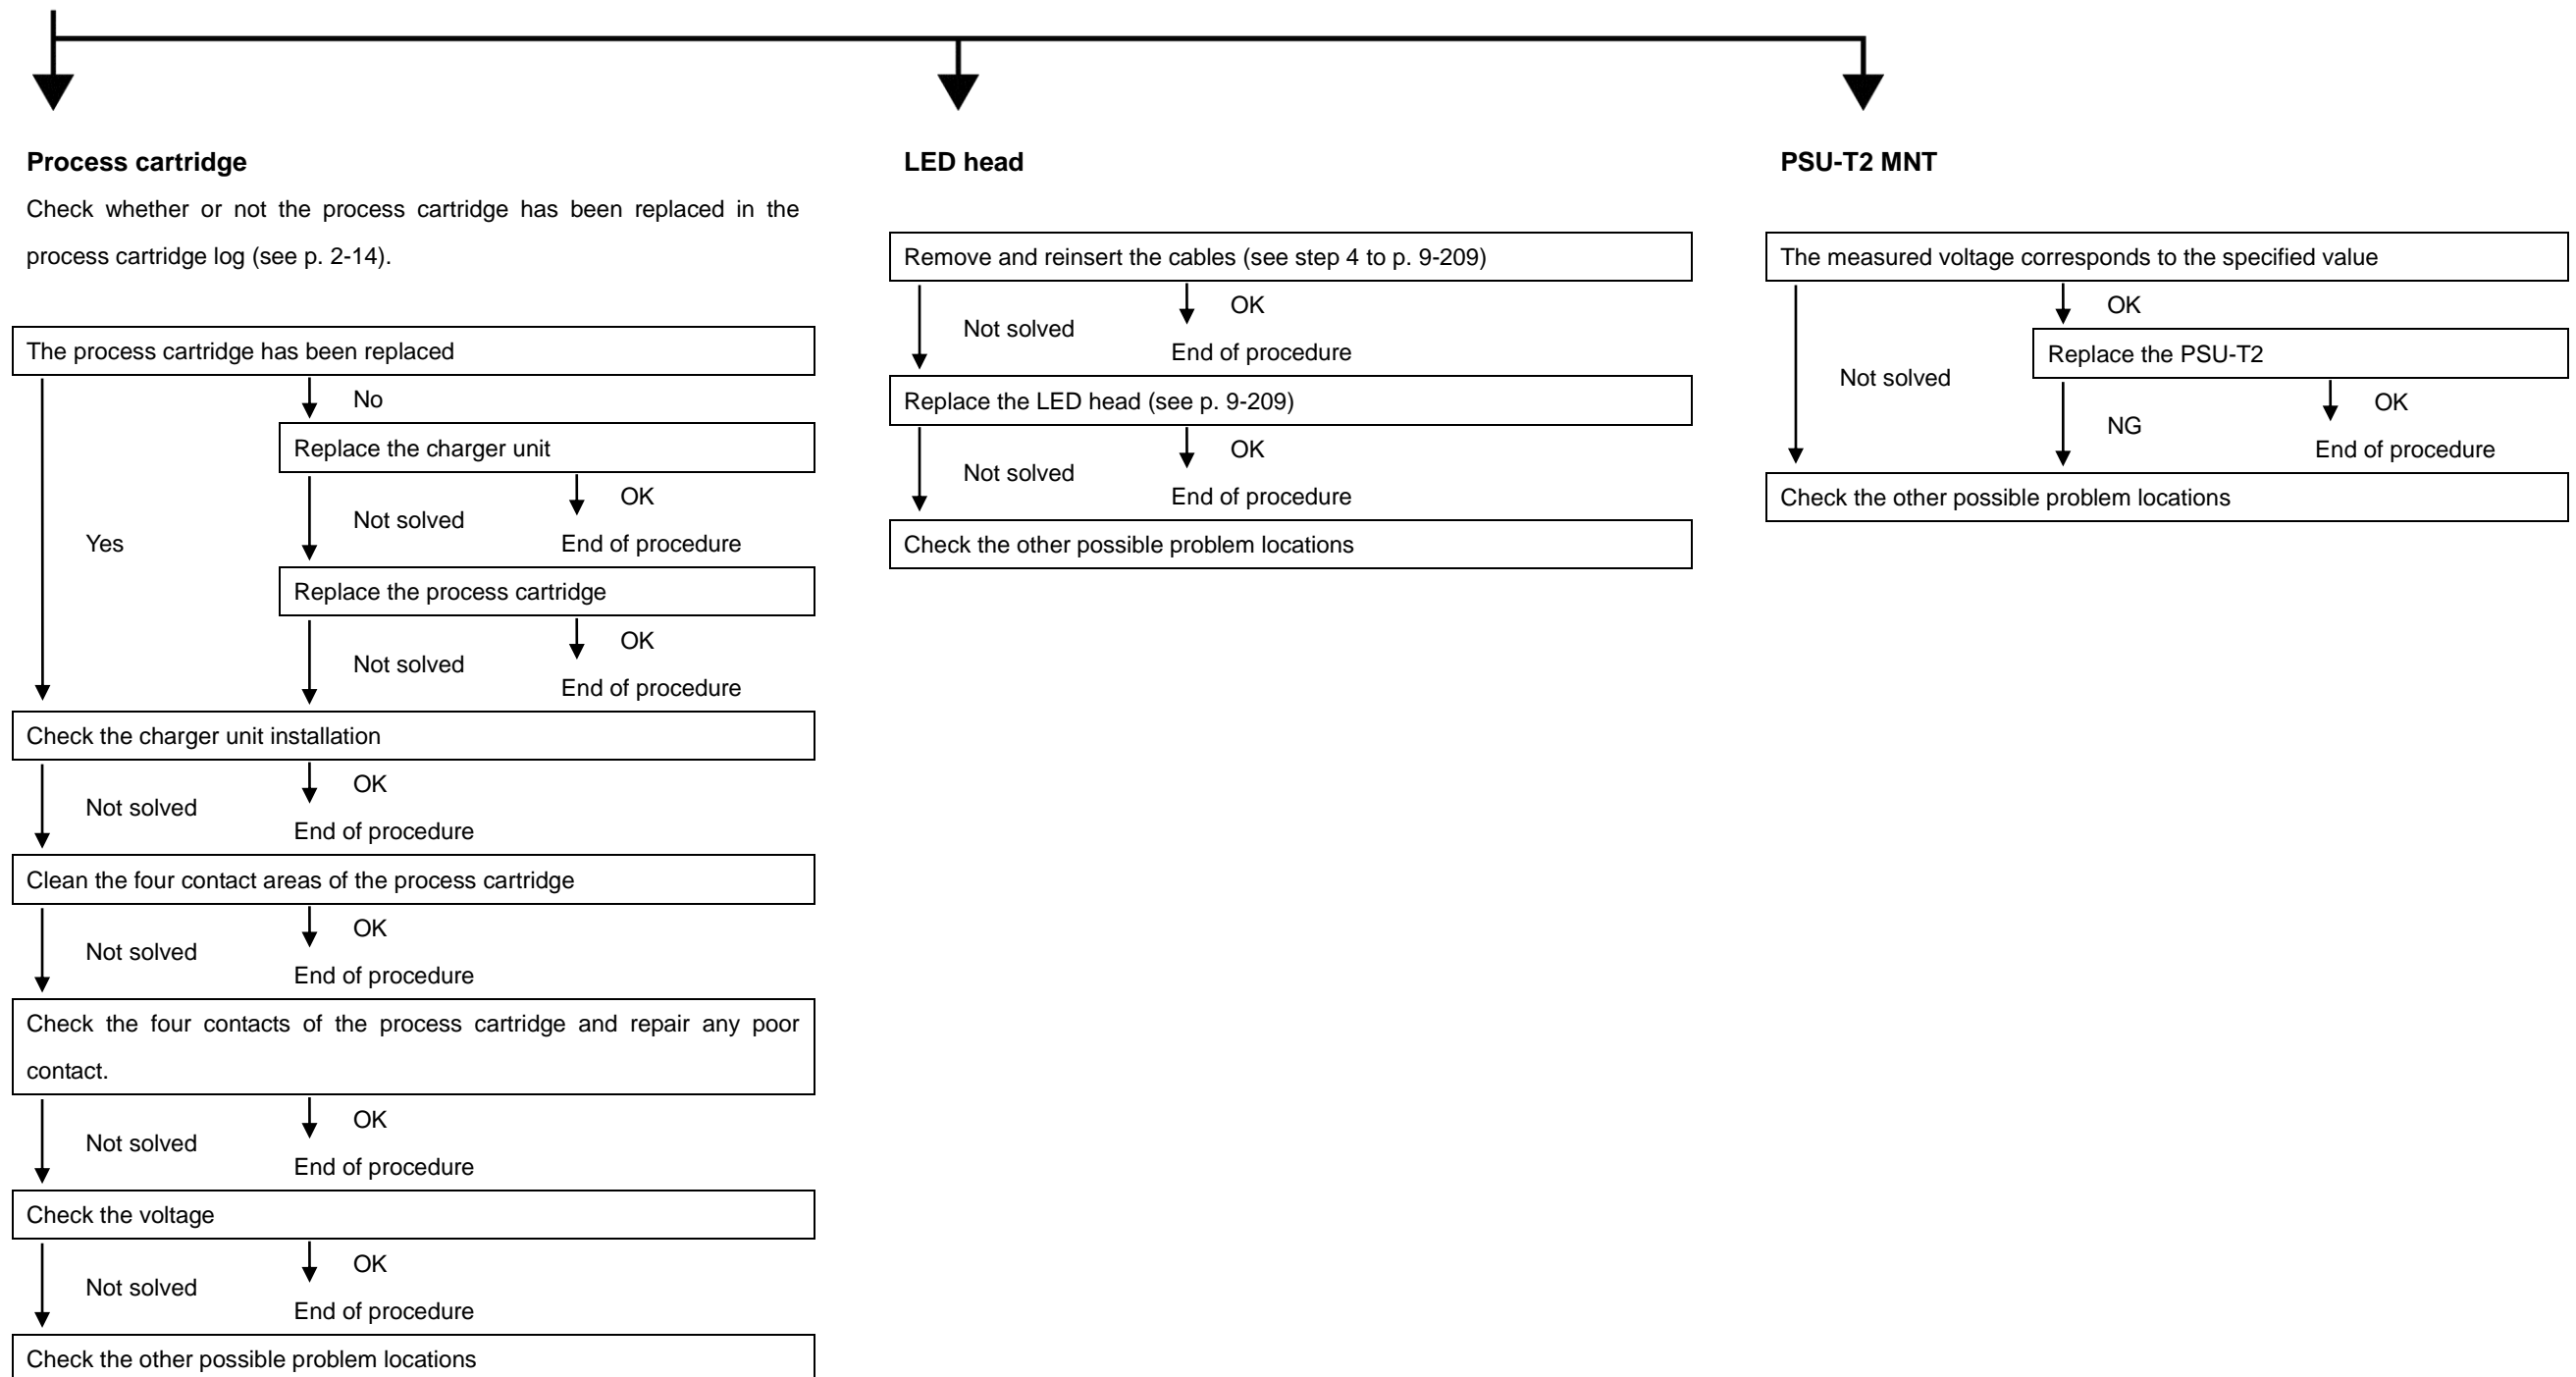 Process cartridge
Check whether or not the process cartridge has been replaced in the
process cartridge log (see p. 2-14).
The process cartridge has been replaced
No
Replace the charger unit
Yes
Not solved
OK
End of procedure
Replace the process cartridge
Not solved
OK
End of procedure
Check the charger unit installation
Not solved
OK
End of procedure
Clean the four contact areas of the process cartridge
Not solved
OK
End of procedure
Check the four contacts of the process cartridge and repair any poor
contact.
Not solved
OK
End of procedure
Check the voltage
Not solved
OK
End of procedure
Check the other possible problem locations
LED head
Remove and reinsert the cables (see step 4 to p. 9-209)
Not solved
OK
End of procedure
Replace the LED head (see p. 9-209)
Not solved
OK
End of procedure
Check the other possible problem locations
PSU-T2 MNT
The measured voltage corresponds to the specified value
Not solved
OK
Replace the PSU-T2
NG
OK
End of procedure
Check the other possible problem locations